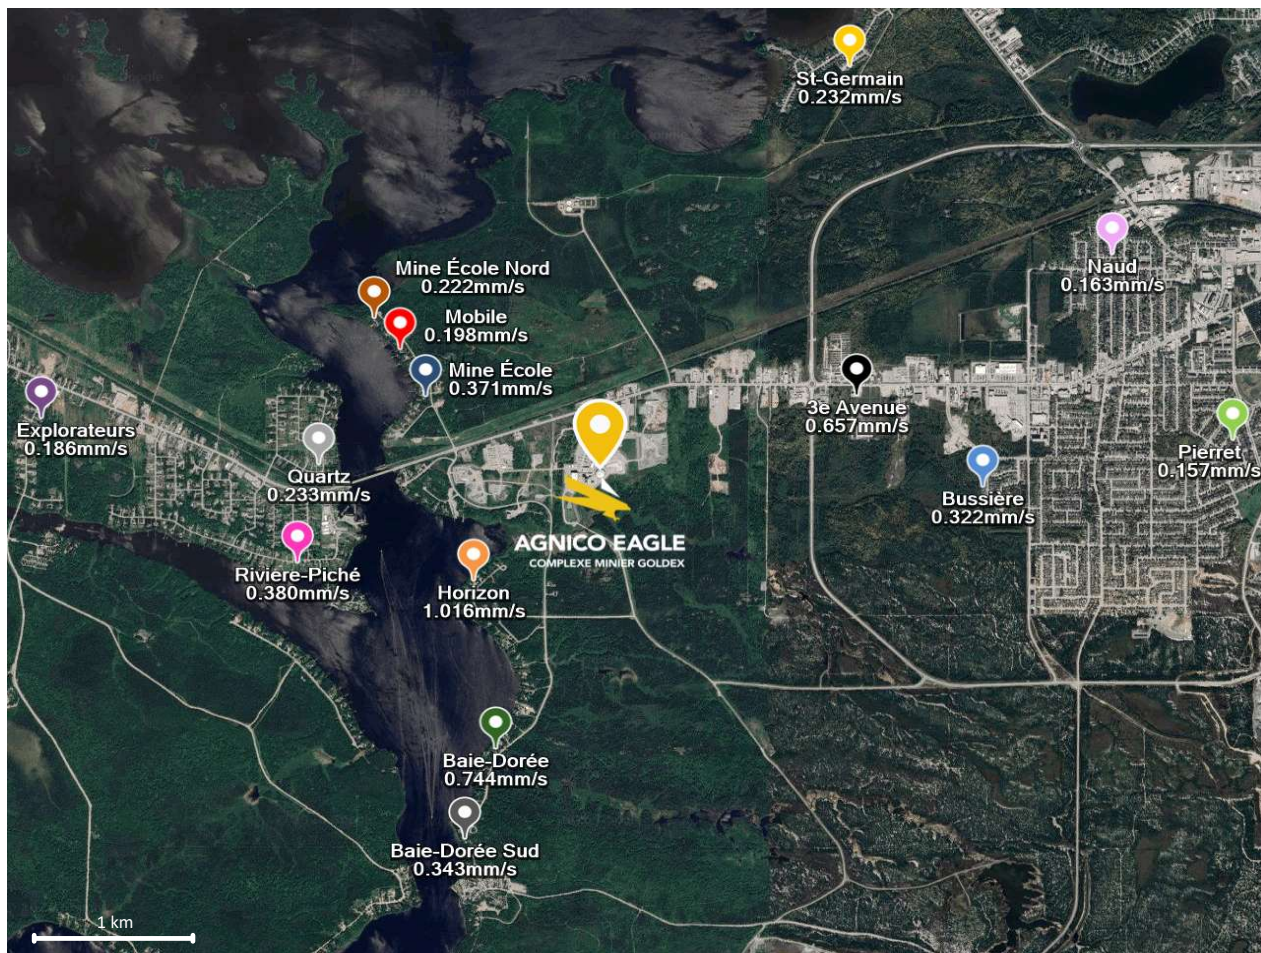 St-Germain
0.232mm/s
Naud
0.163mm/s
Mine École Nord
0.222mm/s
Mobile
0.198mm/s
Mine École
0.371mm/s
3e Avenue
0.657mm/s
Explorateurs
0.186mm/s
Pierret
0.157mm/s
Quartz
0.233mm/s
Bussière
0.322mm/s
AGNICO EAGLE
COMPLEXE MINIER GOLDEX
Riviere-Piché
0.380mm/s
Horizon
1.016mm/s
Baie-Dorée
0.744mm/s
Baie-Dorée Sud
0.343mm/s
1 km